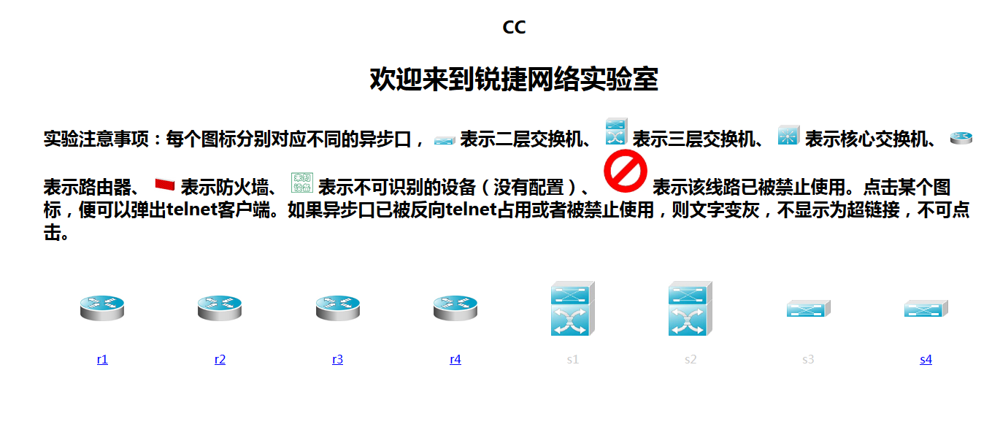 CC
欢迎来到锐捷网络实验室
实验注意事项：每个图标分别对应不同的异步口， 表示二层交换机、 表示三层交换机、 表示核心交换机、
表示路由器、 表示防火墙、 未知设备 表示不可识别的设备（没有配置）、 表示该线路已被禁止使用。点击某个图
标，便可以弹出telnet客户端。如果异步口已被反向telnet占用或者被禁止使用，则文字变灰，不显示为超链接，不可点
击。
r1 r2 r3 r4 s1 s2 s3 s4